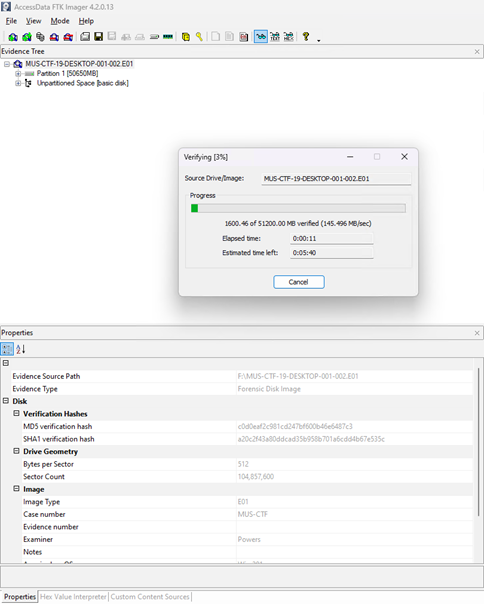 AccessData FTK Imager 4.2.0.13
File View Mode Help
Evidence Tree
MUS-CTF-19-DESKTOP-001-002.E01
Partition 1 [50650MB]
Unpartitioned Space [basic disk]
Verifying [3%]
Source Drive/Image: MUS-CTF-19-DESKTOP-001-002.E01
Progress
1600.46 of 51200.00 MB verified (145.496 MB/sec)
Elapsed time: 0:00:11
Estimated time left: 0:05:40
Cancel
Properties
Evidence Source Path F:\MUS-CTF-19-DESKTOP-001-002.E01
Evidence Type Forensic Disk Image
Disk
Verification Hashes
MD5 verification hash c0d0eaf2c981cd247bf600b46e6487c3
SHA1 verification hash a20c2f43a80ddcad35b958b701a6cdd4b67e535c
Drive Geometry
Bytes per Sector 512
Sector Count 104,857,600
Image
Image Type E01
Case number MUS-CTF
Evidence number
Examiner Powers
Notes
Properties Hex Value Interpreter Custom Content Sources